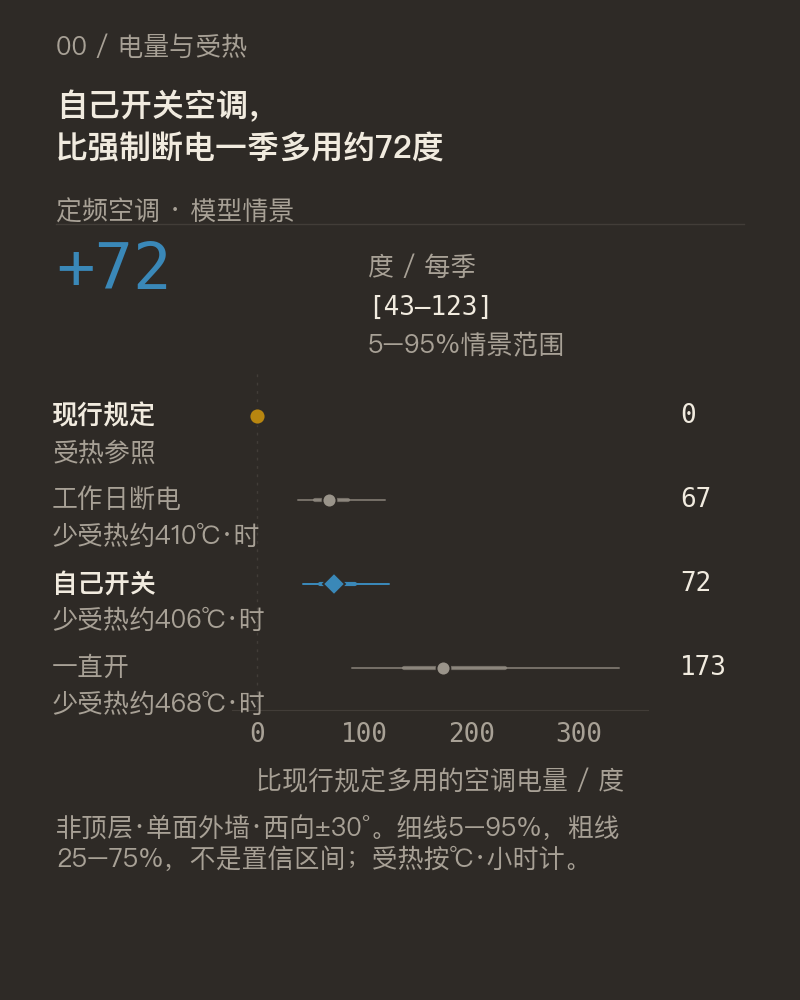 00 / 电量与受热
自己开关空调，
比强制断电一季多用约72度
定频空调 · 模型情景
+72
度 / 每季
[43–123]
5–95%情景范围
现行规定
0
受热参照
工作日断电
67
少受热约410℃·时
自己开关
72
少受热约406℃·时
一直开
173
少受热约468℃·时
0 100 200 300
比现行规定多用的空调电量 / 度
非顶层·单面外墙·西向±30°。细线5–95%，粗线
25–75%，不是置信区间；受热按℃·小时计。